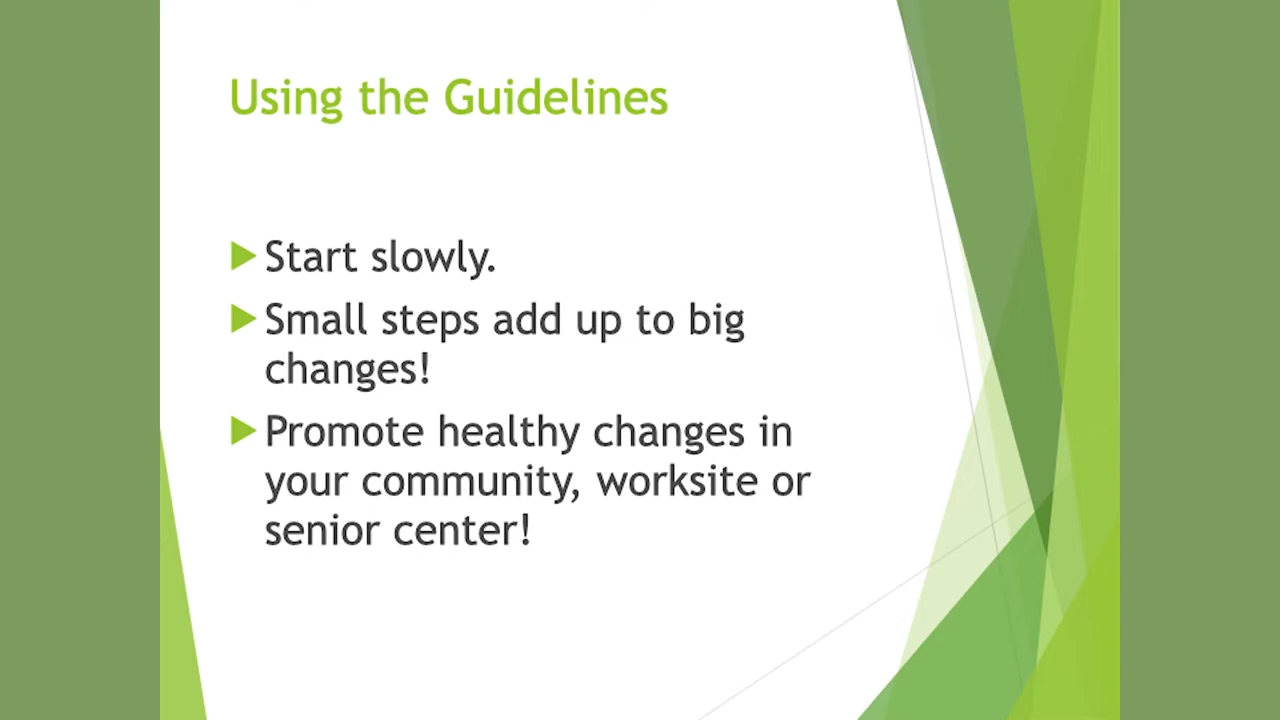 Using the Guidelines
Start slowly.
Small steps add up to big
changes!
Promote healthy changes in
your community, worksite or
senior center!